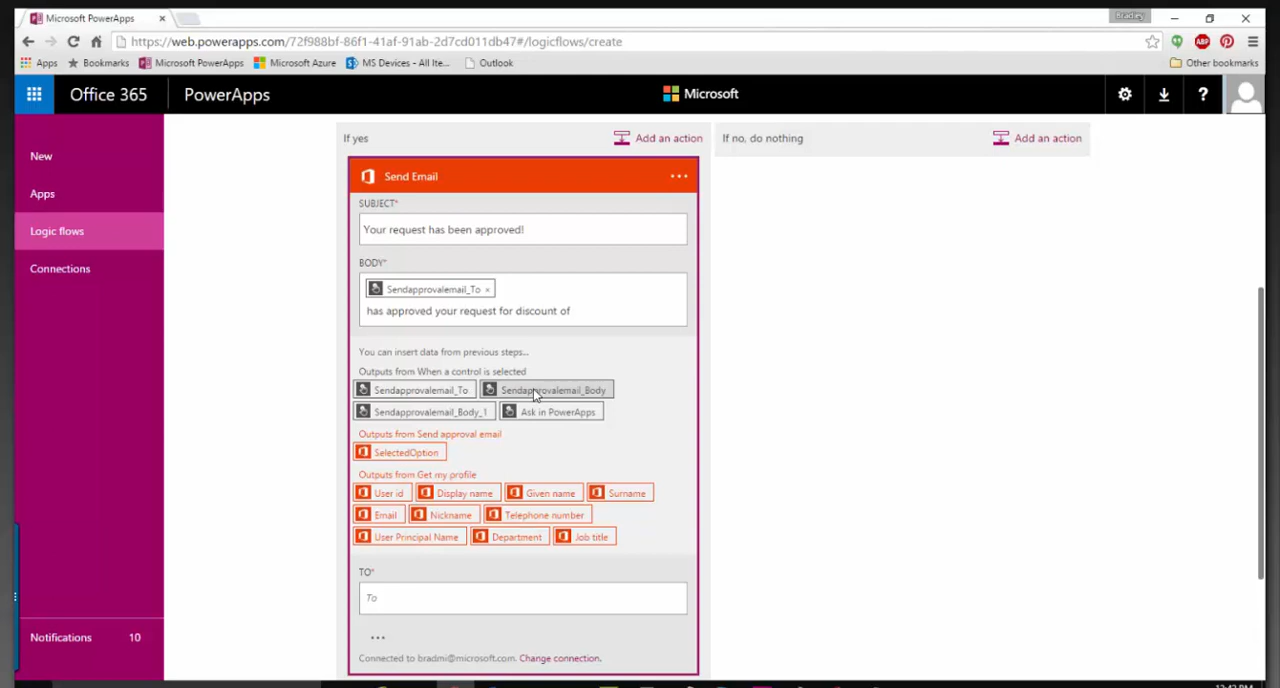 Microsoft PowerApps
Bradley
https://web.powerapps.com/72f988bf-86f1-41af-91ab-2d7cd011db47#/logicflows/create
Apps Bookmarks Microsoft PowerApps Microsoft Azure MS Devices - All Ite... Outlook Other bookmarks
Office 365 PowerApps Microsoft ?
New
Apps
Logic flows
Connections
Notifications 10
If yes Add an action If no, do nothing Add an action
Send Email ...
SUBJECT*
Your request has been approved!
BODY*
Sendapprovalemail_To ×
has approved your request for discount of
You can insert data from previous steps...
Outputs from When a control is selected
Sendapprovalemail_To Sendapprovalemail_Body
Sendapprovalemail_Body_1 Ask in PowerApps
Outputs from Send approval email
SelectedOption
Outputs from Get my profile
User id Display name Given name Surname
Email Nickname Telephone number
User Principal Name Department Job title
TO*
To
...
Connected to bradmi@microsoft.com. Change connection.